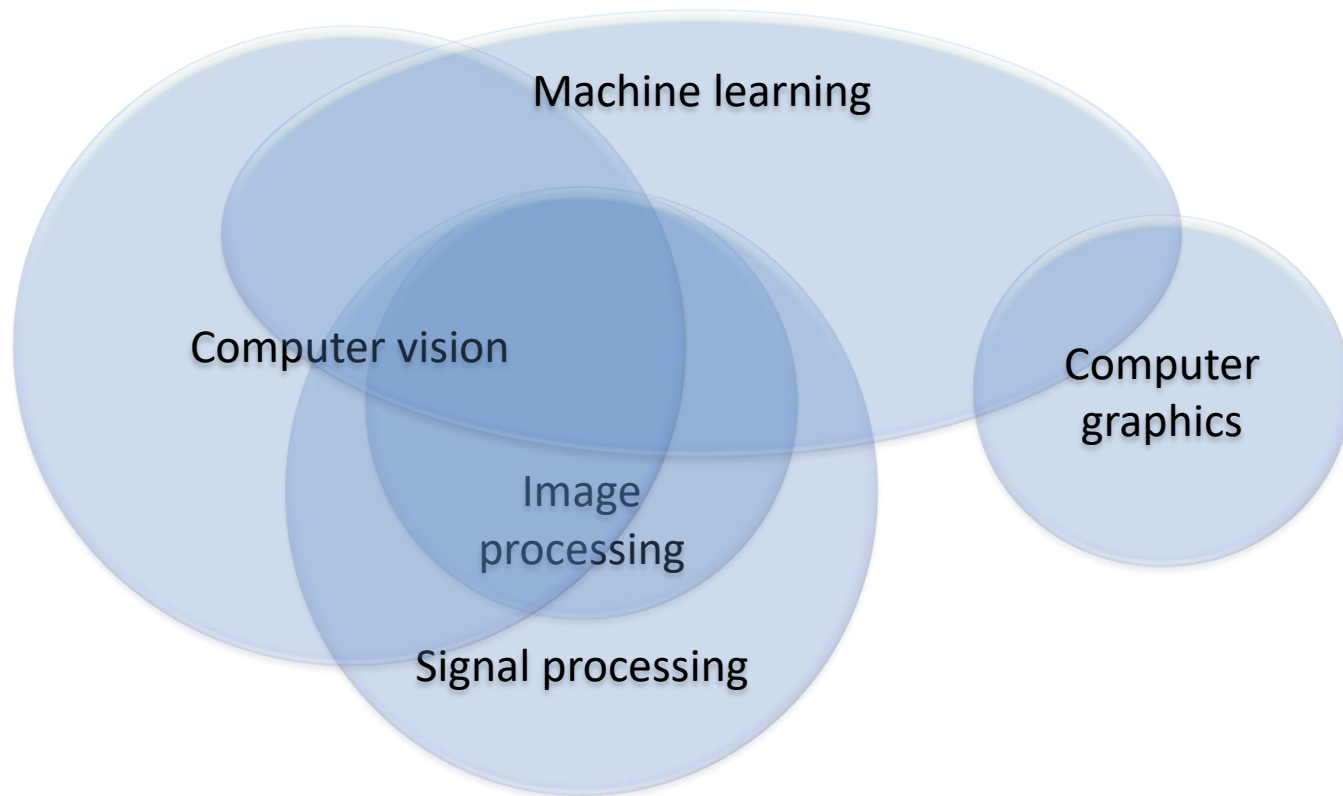 Machine learning
Computer vision
Computer
graphics
Image
processing
Signal processing